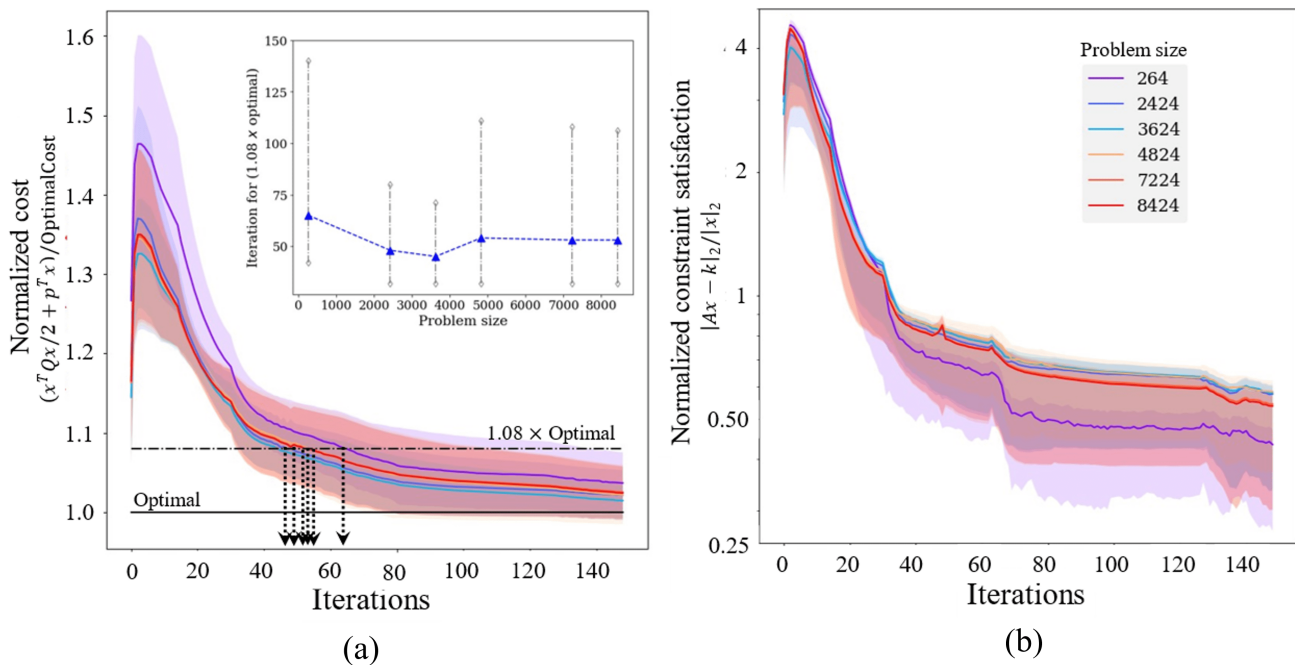 1.6
1.5
1.4
1.3
1.2
1.1
1.0
Normalized cost
(x^T Qx/2 + p^T x)/OptimalCost
150
125
100
75
50
Iteration for (1.08 x optimal)
0 1000 2000 3000 4000 5000 6000 7000 8000
Problem size
1.08 × Optimal
Optimal
0 20 40 60 80 100 120 140
Iterations
(a)
4
2
1
0.50
0.25
Normalized constraint satisfaction
|Ax − k|₂/|x|₂
Problem size
264
2424
3624
4824
7224
8424
0 20 40 60 80 100 120 140
Iterations
(b)